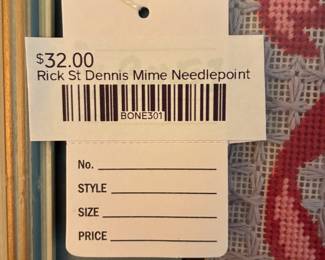 $32.00
Rick St Dennis Mime Needlepoint
BONE301
No.
STYLE
SIZE
PRICE